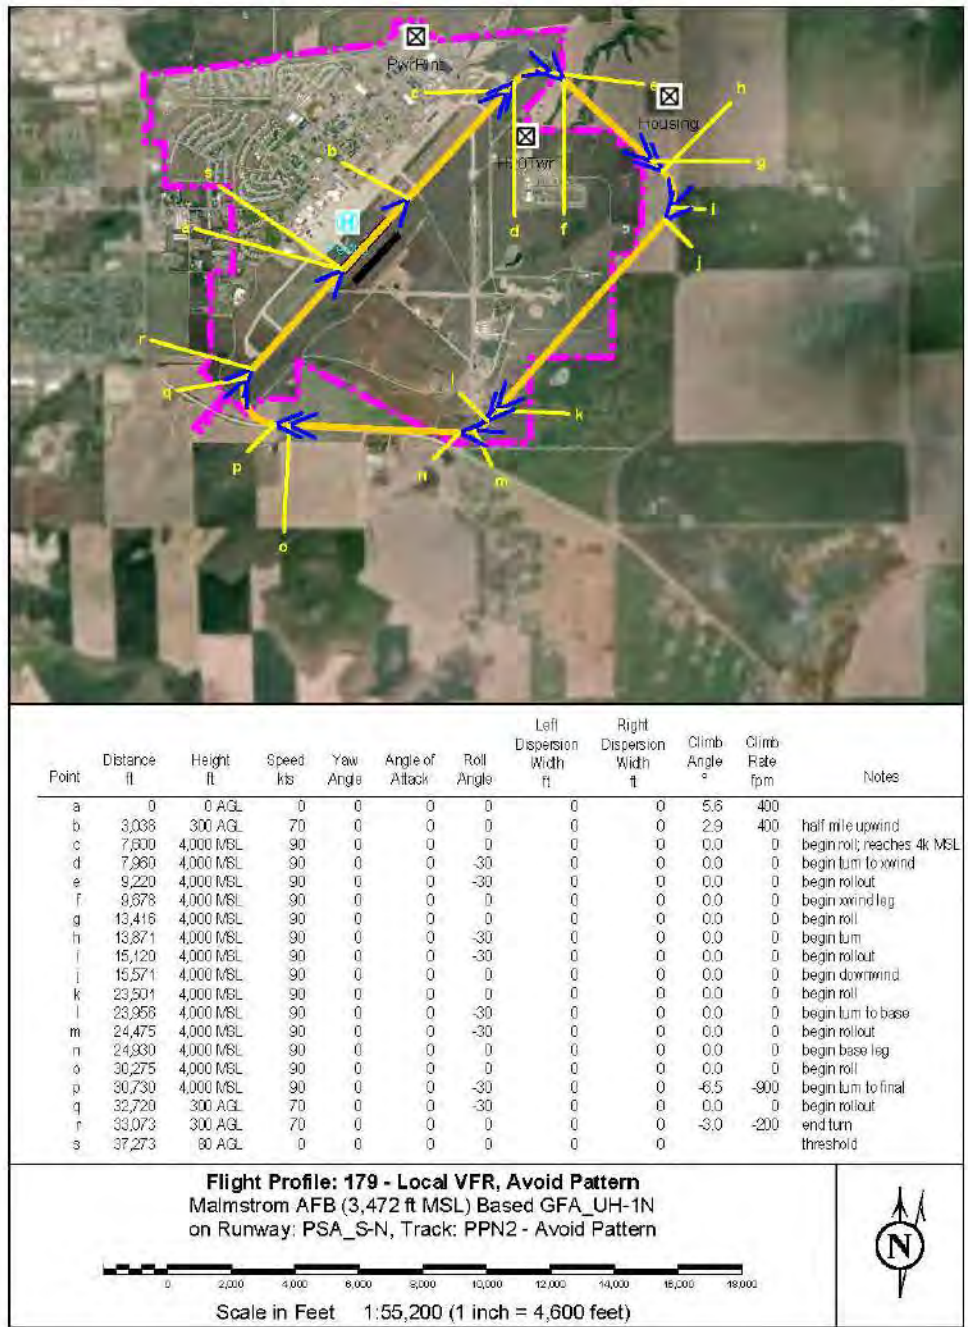 PwrPlnt
c
e
h
Housing
b
HsgTwr
s
g
a
d
f
i
j
r
l
q
k
p
n
m
o
Point Distance ft Height ft Speed kts Yaw Angle Angle of Attack Roll Angle Left Dispersion Width ft Right Dispersion Width ft Climb Angle ° Climb Rate fpm Notes
a 0 0 AGL 0 0 0 0 0 0 5.6 400
b 3,038 300 AGL 70 0 0 0 0 0 2.9 400 half mile upwind
c 7,600 4,000 MSL 90 0 0 0 0 0 0.0 0 begin roll; reaches 4k MSL
d 7,960 4,000 MSL 90 0 0 -30 0 0 0.0 0 begin turn to xwind
e 9,220 4,000 MSL 90 0 0 -30 0 0 0.0 0 begin rollout
f 9,678 4,000 MSL 90 0 0 0 0 0 0.0 0 begin xwind leg
g 13,416 4,000 MSL 90 0 0 0 0 0 0.0 0 begin roll
h 13,871 4,000 MSL 90 0 0 -30 0 0 0.0 0 begin turn
i 15,120 4,000 MSL 90 0 0 -30 0 0 0.0 0 begin rollout
j 15,571 4,000 MSL 90 0 0 0 0 0 0.0 0 begin downwind
k 23,501 4,000 MSL 90 0 0 0 0 0 0.0 0 begin roll
l 23,956 4,000 MSL 90 0 0 -30 0 0 0.0 0 begin turn to base
m 24,475 4,000 MSL 90 0 0 -30 0 0 0.0 0 begin rollout
n 24,930 4,000 MSL 90 0 0 0 0 0 0.0 0 begin base leg
o 30,275 4,000 MSL 90 0 0 0 0 0 0.0 0 begin roll
p 30,730 4,000 MSL 90 0 0 -30 0 0 -6.5 -900 begin turn to final
q 32,720 300 AGL 70 0 0 -30 0 0 0.0 0 begin rollout
r 33,073 300 AGL 70 0 0 0 0 0 -3.0 -200 end turn
s 37,273 80 AGL 0 0 0 0 0 0 threshold
Flight Profile: 179 - Local VFR, Avoid Pattern
Malmstrom AFB (3,472 ft MSL) Based GFA_UH-1N
on Runway: PSA_S-N, Track: PPN2 - Avoid Pattern
N
0 2,000 4,000 6,000 8,000 10,000 12,000 14,000 16,000 18,000
Scale in Feet 1:55,200 (1 inch = 4,600 feet)